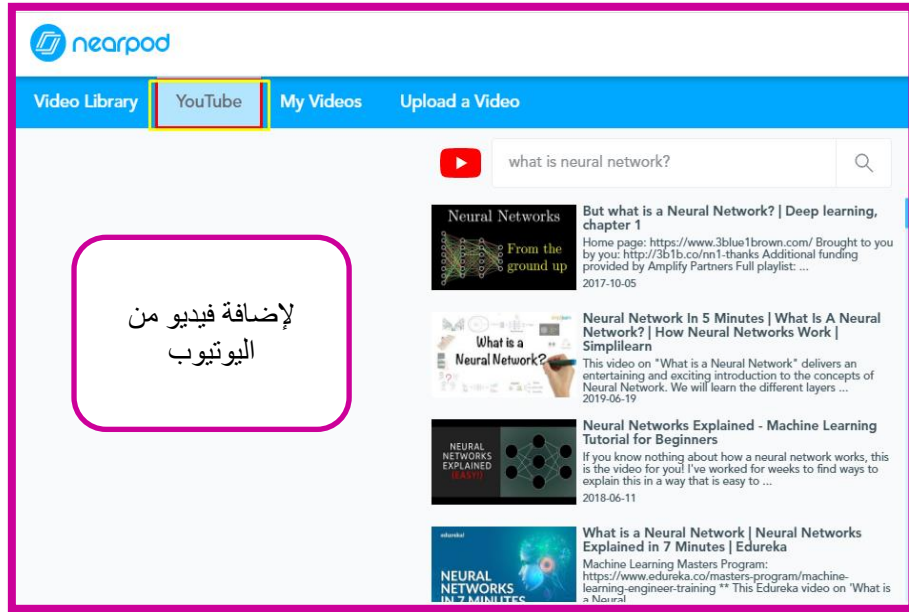 nearpod
Video Library YouTube My Videos Upload a Video
what is neural network?
لإضافة فيديو من
اليوتيوب
Neural Networks
From the
ground up
But what is a Neural Network? | Deep learning,
chapter 1
Home page: https://www.3blue1brown.com/ Brought to you
by you: http://3b1b.co/nn1-thanks Additional funding
provided by Amplify Partners Full playlist: ...
2017-10-05
What is a
Neural Network?
Neural Network In 5 Minutes | What Is A Neural
Network? | How Neural Networks Work |
Simplilearn
This video on "What is a Neural Network" delivers an
entertaining and exciting introduction to the concepts of
Neural Network. We will learn the different layers ...
2019-06-19
NEURAL
NETWORKS
EXPLAINED
(EASY!)
Neural Networks Explained - Machine Learning
Tutorial for Beginners
If you know nothing about how a neural network works, this
is the video for you! I've worked for weeks to find ways to
explain this in a way that is easy to ...
2018-06-11
edureka!
NEURAL
NETWORKS
IN 7 MINUTES
What is a Neural Network | Neural Networks
Explained in 7 Minutes | Edureka
Machine Learning Masters Program:
https://www.edureka.co/masters-program/machine-
learning-engineer-training ** This Edureka video on 'What is
a Neural